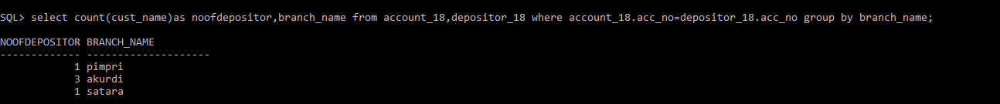 SQL> select count(cust_name)as noofdepositor,branch_name from account_18,depositor_18 where account_18.acc_no=depositor_18.acc_no group by branch_name;
NOOFDEPOSITOR BRANCH_NAME
------------- --------------------
1 pimpri
3 akurdi
1 satara